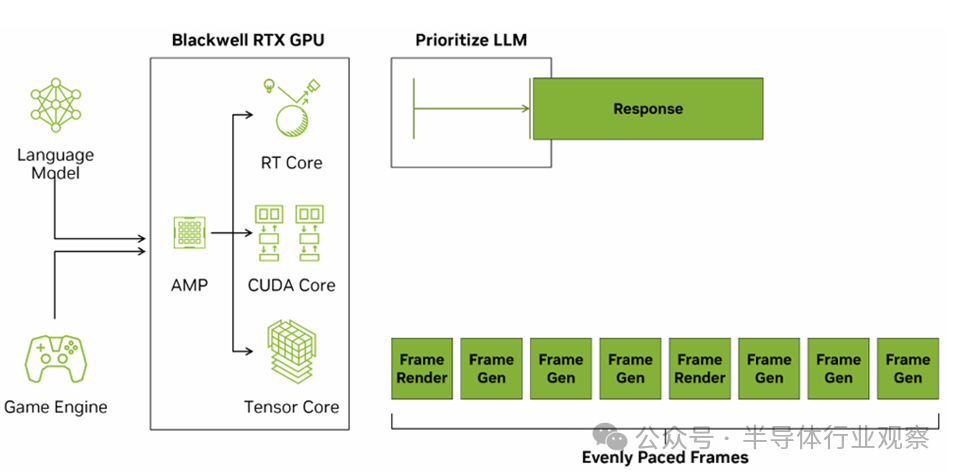 Blackwell RTX GPU
Prioritize LLM
Language
Model
RT Core
Response
AMP
CUDA Core
Game Engine
Tensor Core
Frame
Render
Frame
Gen
Frame
Gen
Frame
Gen
Frame
Render
Frame
Gen
Frame
Gen
Frame
Gen
公众号 · 半导体行业观察
Evenly Paced Frames